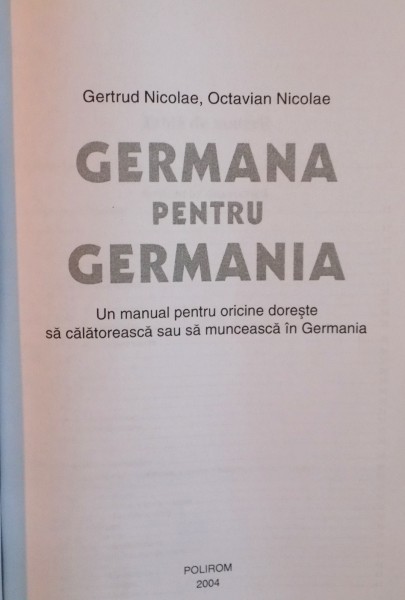 Gertrud Nicolae, Octavian Nicolae
GERMANA
PENTRU
GERMANIA
Un manual pentru oricine dorește
să călătorească sau să muncească în Germania
POLIROM
2004